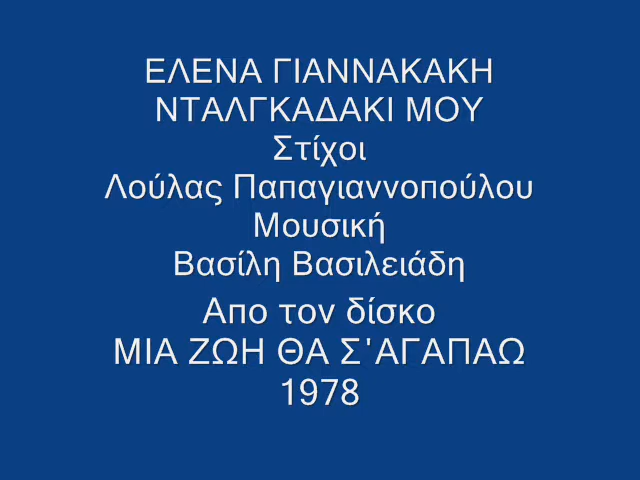 ΕΛΕΝΑ ΓΙΑΝΝΑΚΑΚΗ
ΝΤΑΛΓΚΑΔΑΚΙ ΜΟΥ
Στίχοι
Λούλας Παπαγιαννοπούλου
Μουσική
Βασίλη Βασιλειάδη
Απο τον δίσκο
ΜΙΑ ΖΩΗ ΘΑ Σ'ΑΓΑΠΑΩ
1978